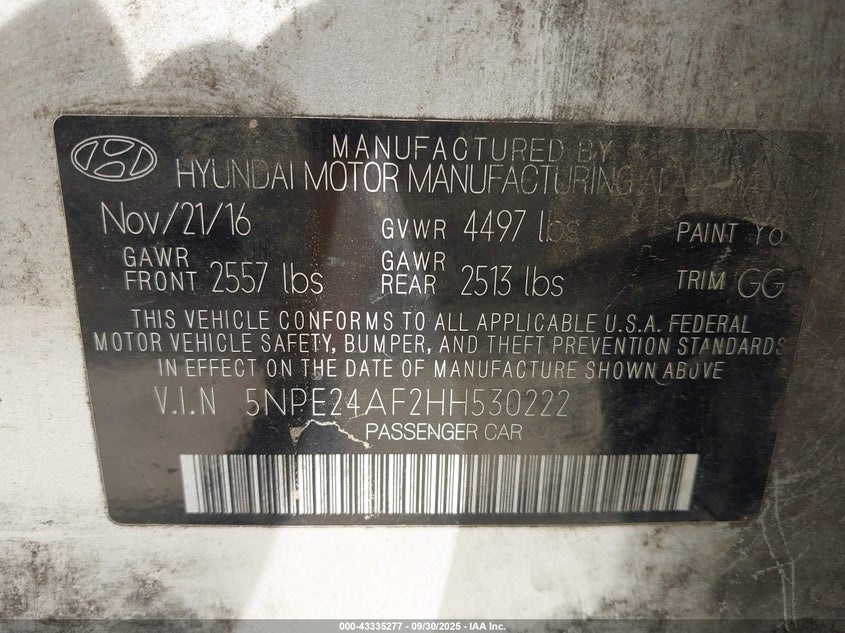 MANUFACTURED BY
HYUNDAI MOTOR MANUFACTURING ALABAMA
Nov/21/16 GVWR 4497 lbs PAINT Y6
GAWR FRONT 2557 lbs GAWR REAR 2513 lbs TRIM GG
THIS VEHICLE CONFORMS TO ALL APPLICABLE U.S.A. FEDERAL
MOTOR VEHICLE SAFETY, BUMPER, AND THEFT PREVENTION STANDARDS
IN EFFECT ON THE DATE OF MANUFACTURE SHOWN ABOVE
V.I.N 5NPE24AF2HH530222
PASSENGER CAR
000-43335277 - 09/30/2025 - IAA Inc.